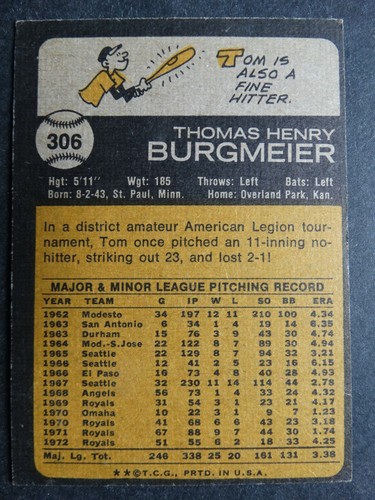 TOM IS
ALSO A
FINE
HITTER.
306
THOMAS HENRY
BURGMEIER
Hgt: 5'11" Wgt: 185 Throws: Left Bats: Left
Born: 8-2-43, St. Paul, Minn. Home: Overland Park, Kan.
In a district amateur American Legion tour-
nament, Tom once pitched an 11-inning no-
hitter, striking out 23, and lost 2-1!
MAJOR & MINOR LEAGUE PITCHING RECORD
YEAR TEAM G IP W L SO BB ERA
1962 Modesto 34 197 12 11 210 100 4.34
1963 San Antonio 6 34 1 4 19 14 6.35
1963 Durham 15 76 3 9 43 30 4.74
1964 Mod.-S.Jose 22 122 8 7 89 30 4.94
1965 Seattle 22 129 8 7 94 32 3.21
1966 Seattle 12 41 2 5 23 16 6.15
1966 El Paso 16 73 4 8 40 28 4.93
1967 Seattle 32 230 11 14 114 44 2.78
1968 Angels 56 73 1 4 33 24 4.32
1969 Royals 31 54 3 1 23 21 4.17
1970 Omaha 10 22 3 1 9 7 1.23
1970 Royals 41 68 6 6 43 23 3.18
1971 Royals 67 88 9 7 44 30 1.74
1972 Royals 51 55 6 2 18 33 4.25
Maj. Lg. Tot. 246 338 25 20 161 131 3.38
**©T.C.G., PRTD. IN U.S.A.